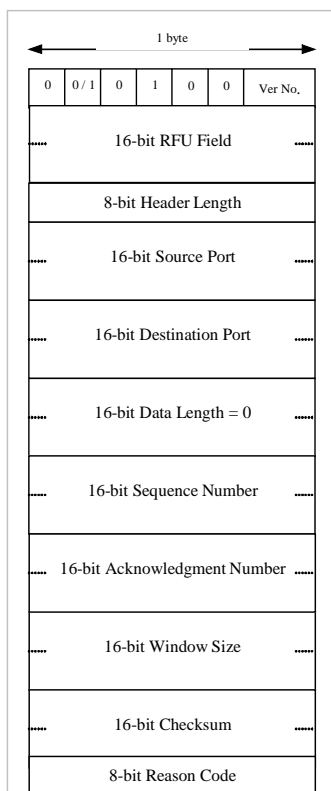 1 byte
0 0 / 1 0 1 0 0 Ver No.
16-bit RFU Field
8-bit Header Length
16-bit Source Port
16-bit Destination Port
16-bit Data Length = 0
16-bit Sequence Number
16-bit Acknowledgment Number
16-bit Window Size
16-bit Checksum
8-bit Reason Code